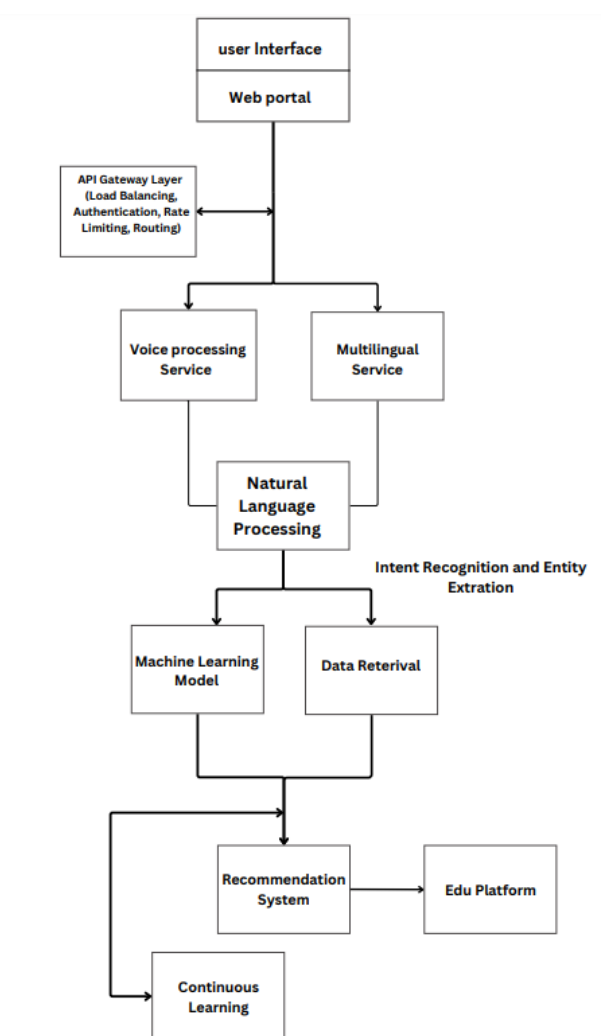 user Interface
Web portal
API Gateway Layer
(Load Balancing,
Authentication, Rate
Limiting, Routing)
Voice processing
Service
Multilingual
Service
Natural
Language
Processing
Intent Recognition and Entity
Extration
Machine Learning
Model
Data Reterival
Recommendation
System
Edu Platform
Continuous
Learning